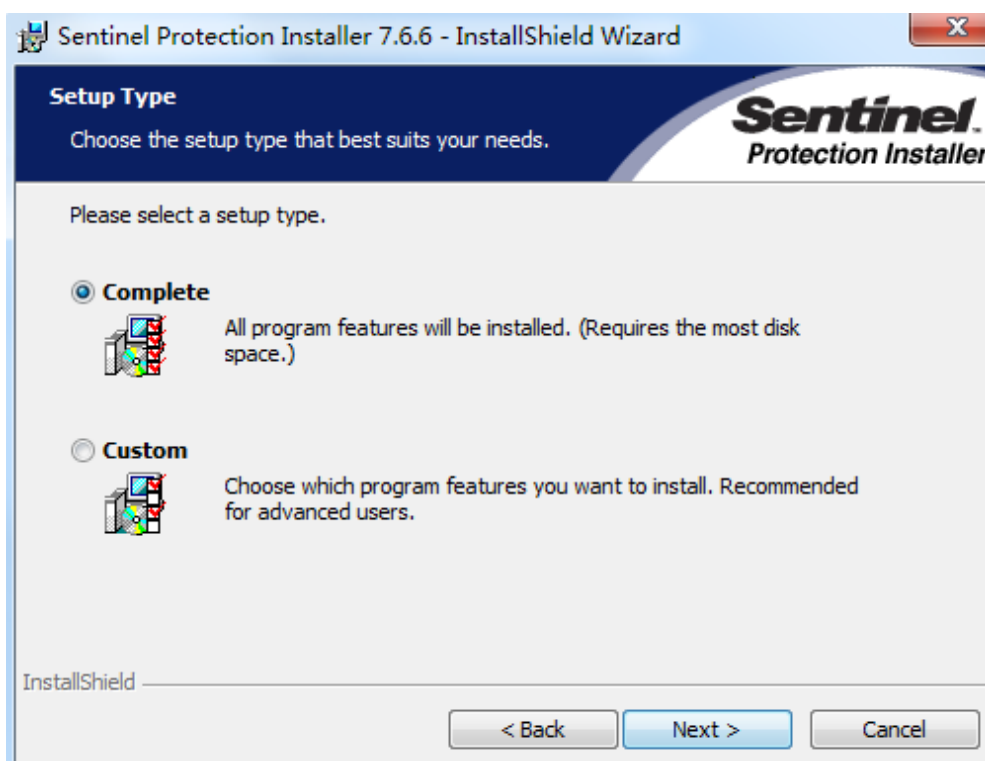 Sentinel Protection Installer 7.6.6 - InstallShield Wizard
Setup Type
Choose the setup type that best suits your needs.
Sentinel.
Protection Installer
Please select a setup type.
Complete
All program features will be installed. (Requires the most disk
space.)
Custom
Choose which program features you want to install. Recommended
for advanced users.
InstallShield
< Back
Next >
Cancel